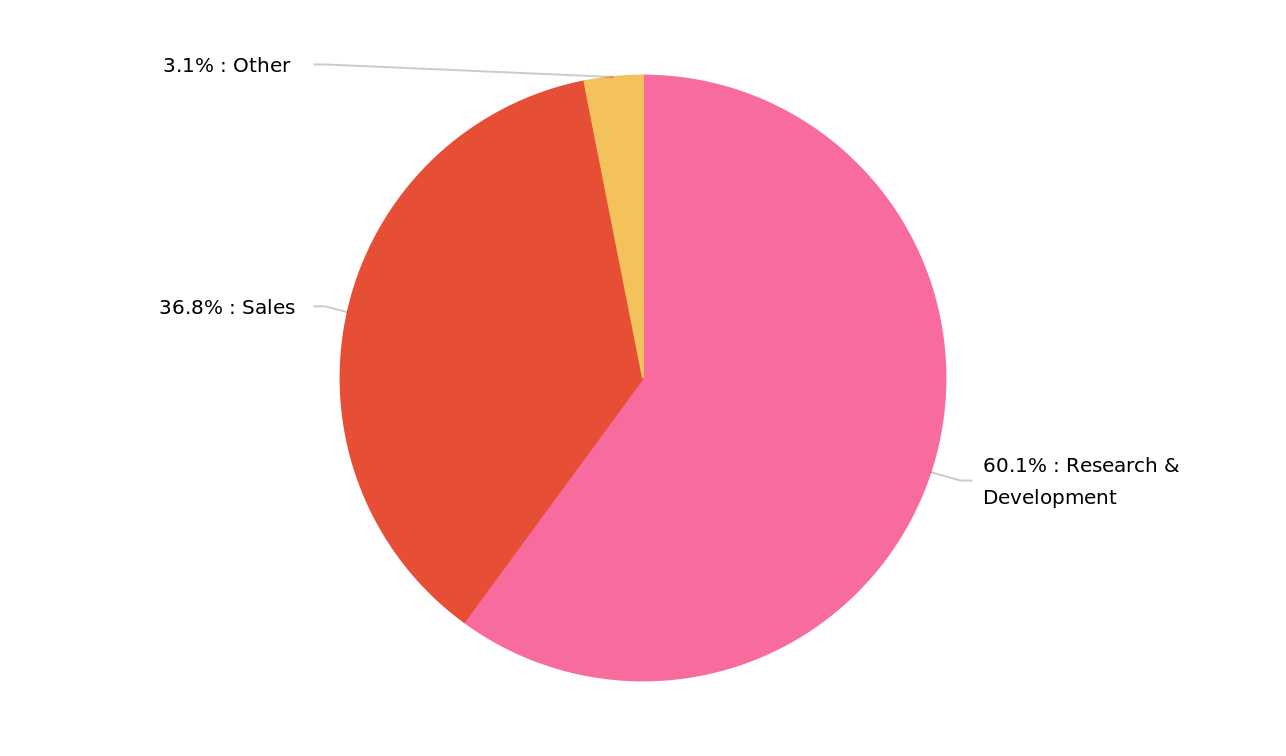 3.1% : Other
36.8% : Sales
60.1% : Research &
Development